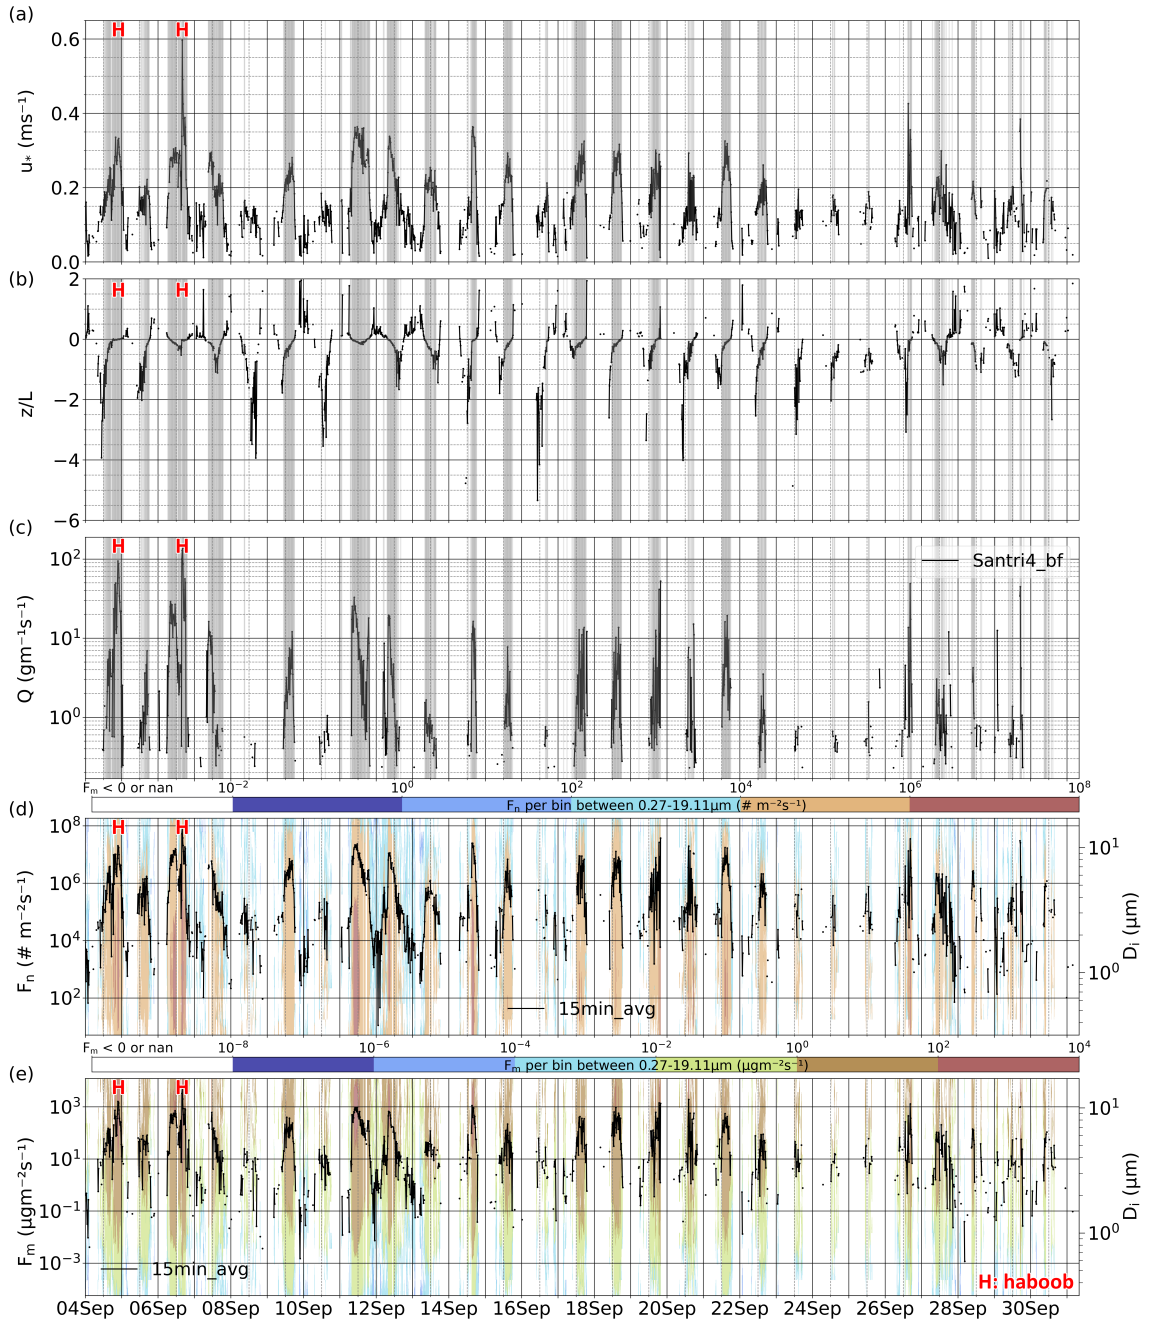 (a)
H H
0.6
0.4
0.2
0.0
u* (ms⁻¹)
(b)
H H
2
0
−2
−4
−6
z/L
(c)
H H
Santri4_bf
10²
10¹
10⁰
Q (gm⁻¹s⁻¹)
Fₘ < 0 or nan 10⁻² 10⁰ 10² 10⁴ 10⁶ 10⁸
Fₙ per bin between 0.27-19.11μm (# m⁻²s⁻¹)
(d)
H H
10⁸
10⁶
10⁴
10²
Fₙ (# m⁻²s⁻¹)
10¹
10⁰
Dᵢ (μm)
15min_avg
Fₘ < 0 or nan 10⁻⁸ 10⁻⁶ 10⁻⁴ 10⁻² 10⁰ 10² 10⁴
Fₘ per bin between 0.27-19.11μm (μgm⁻²s⁻¹)
(e)
H H
10³
10¹
10⁻¹
10⁻³
Fₘ (μgm⁻²s⁻¹)
10¹
10⁰
Dᵢ (μm)
15min_avg
H: haboob
04Sep 06Sep 08Sep 10Sep 12Sep 14Sep 16Sep 18Sep 20Sep 22Sep 24Sep 26Sep 28Sep 30Sep